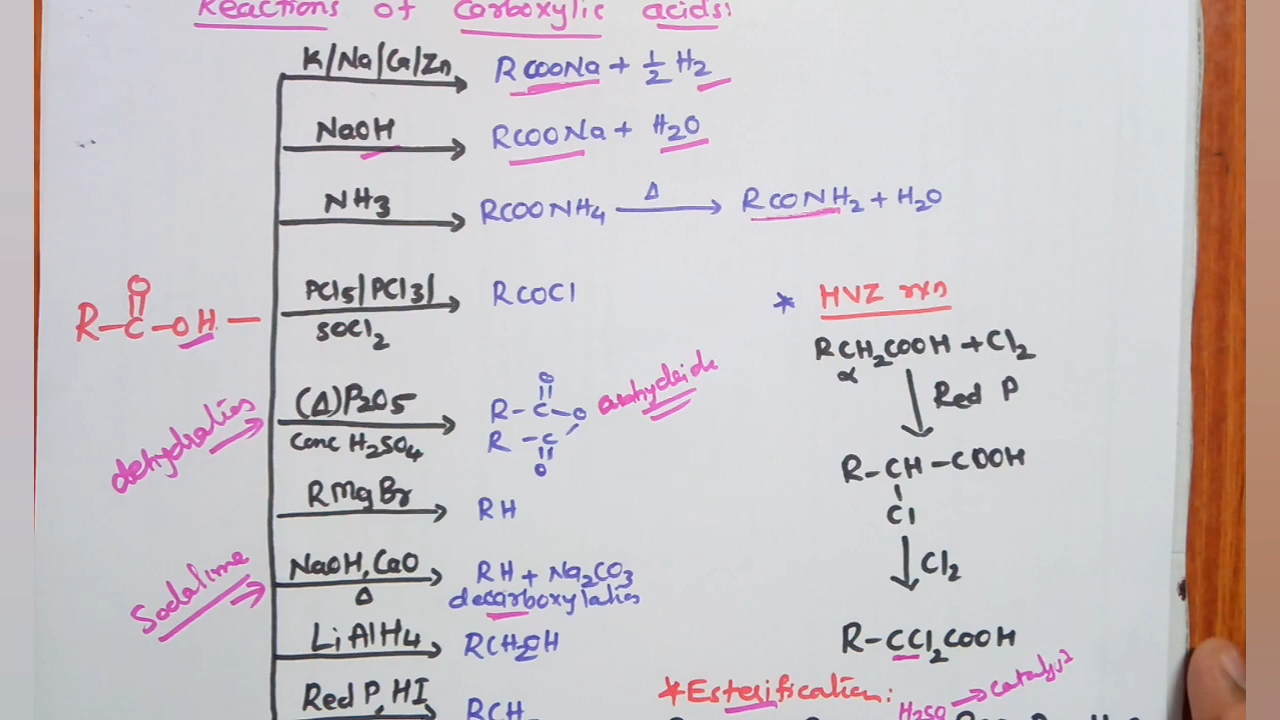 Reactions of Carboxylic acids:
K/Na/Ca/Zn
RCOONa + 1/2 H2
NaOH
RCOONa + H2O
NH3
RCOONH4 Δ RCONH2 + H2O
O
R-C-OH
PCl5/PCl3/
SOCl2
RCOCl
dehydration
(Δ)P2O5
Conc H2SO4
O
R-C-O
R-C
O
anhydride
RMgBr
RH
Sodalime
NaOH, CaO
Δ
RH + Na2CO3
decarboxylation
LiAlH4
RCH2OH
Red P, HI
RCH
* HVZ rxn
RCH2COOH + Cl2
α
Red P
R-CH-COOH
Cl
Cl2
R-CCl2COOH
*Esterification:
H2SO catalyst